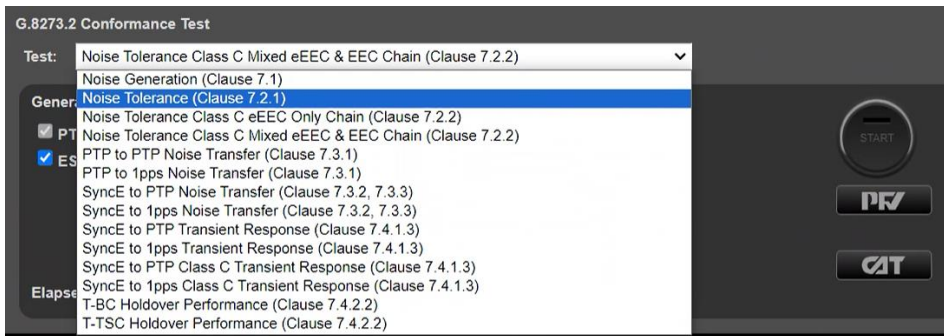 G.8273.2 Conformance Test
Test: Noise Tolerance Class C Mixed eEEC & EEC Chain (Clause 7.2.2)
Noise Generation (Clause 7.1)
Noise Tolerance (Clause 7.2.1)
Noise Tolerance Class C eEEC Only Chain (Clause 7.2.2)
Noise Tolerance Class C Mixed eEEC & EEC Chain (Clause 7.2.2)
PTP to PTP Noise Transfer (Clause 7.3.1)
PTP to 1pps Noise Transfer (Clause 7.3.1)
SyncE to PTP Noise Transfer (Clause 7.3.2, 7.3.3)
SyncE to 1pps Noise Transfer (Clause 7.3.2, 7.3.3)
SyncE to PTP Transient Response (Clause 7.4.1.3)
SyncE to 1pps Transient Response (Clause 7.4.1.3)
SyncE to PTP Class C Transient Response (Clause 7.4.1.3)
SyncE to 1pps Class C Transient Response (Clause 7.4.1.3)
T-BC Holdover Performance (Clause 7.4.2.2)
T-TSC Holdover Performance (Clause 7.4.2.2)
Gener
PT
ES
Elapse
START
PFV
CAT